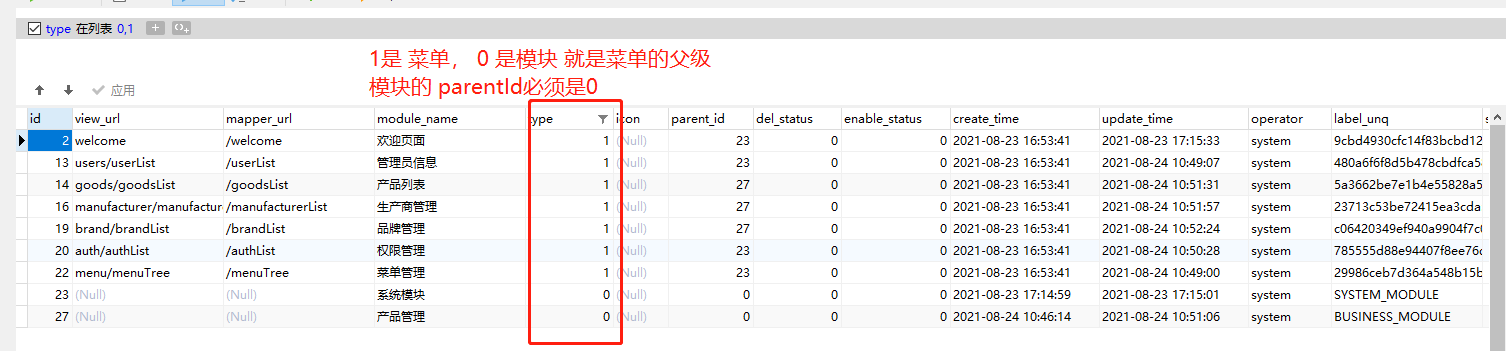 type 在列表 0,1
1是 菜单， 0 是模块 就是菜单的父级
模块的 parentId必须是0
应用
id view_url mapper_url module_name type icon parent_id del_status enable_status create_time update_time operator label_unq
2 welcome /welcome 欢迎页面 1 (Null) 23 0 0 2021-08-23 16:53:41 2021-08-23 17:15:33 system 9cbd4930cfc14f83bcbd12
13 users/userList /userList 管理员信息 1 (Null) 23 0 0 2021-08-23 16:53:41 2021-08-24 10:49:07 system 480a6f6f8d5b478cbdfca5
14 goods/goodsList /goodsList 产品列表 1 (Null) 27 0 0 2021-08-23 16:53:41 2021-08-24 10:51:31 system 5a3662be7e1b4e55828a5
16 manufacturer/manufactur /manufacturerList 生产商管理 1 (Null) 27 0 0 2021-08-23 16:53:41 2021-08-24 10:51:57 system 23713c53be72415ea3cda
19 brand/brandList /brandList 品牌管理 1 (Null) 27 0 0 2021-08-23 16:53:41 2021-08-24 10:52:24 system c06420349ef940a9904f7c
20 auth/authList /authList 权限管理 1 (Null) 23 0 0 2021-08-23 16:53:41 2021-08-24 10:50:28 system 785555d88e94407f8ee76
22 menu/menuTree /menuTree 菜单管理 1 (Null) 23 0 0 2021-08-23 16:53:41 2021-08-24 10:49:00 system 29986ceb7d364a548b15b
23 (Null) (Null) 系统模块 0 (Null) 0 0 0 2021-08-23 17:14:59 2021-08-23 17:15:01 system SYSTEM_MODULE
27 (Null) (Null) 产品管理 0 (Null) 0 0 0 2021-08-24 10:46:14 2021-08-24 10:51:06 system BUSINESS_MODULE